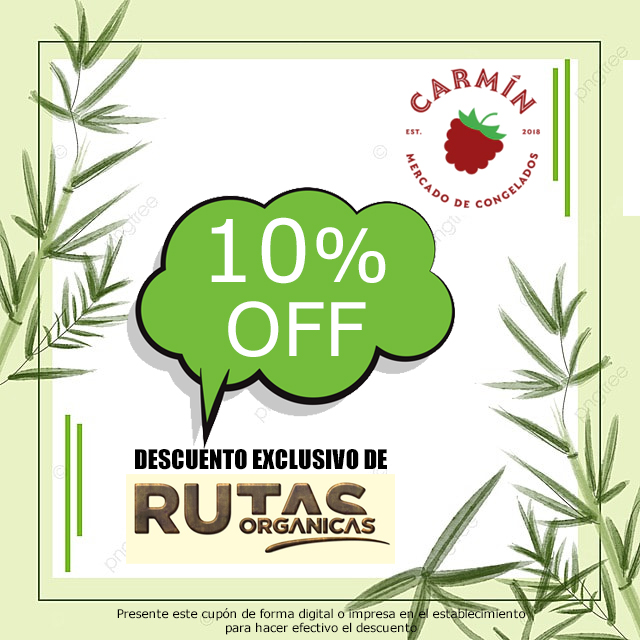 CARMÍN
EST. 2018
MERCADO DE CONGELADOS
10%
OFF
DESCUENTO EXCLUSIVO DE
RUTAS
ORGANICAS
Presente este cupón de forma digital o impresa en el establecimiento
para hacer efectivo el descuento
pngtree